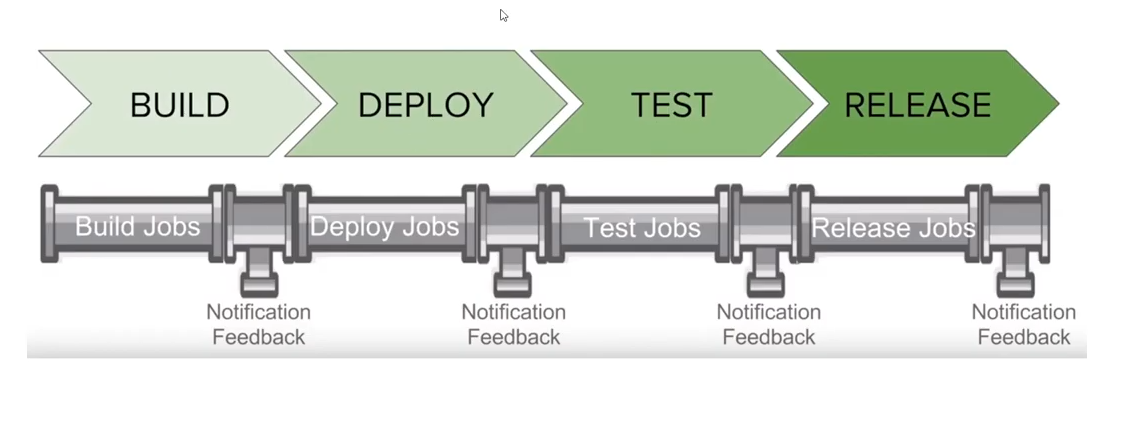 BUILD
DEPLOY
TEST
RELEASE
Build Jobs
Deploy Jobs
Test Jobs
Release Jobs
Notification
Feedback
Notification
Feedback
Notification
Feedback
Notification
Feedback